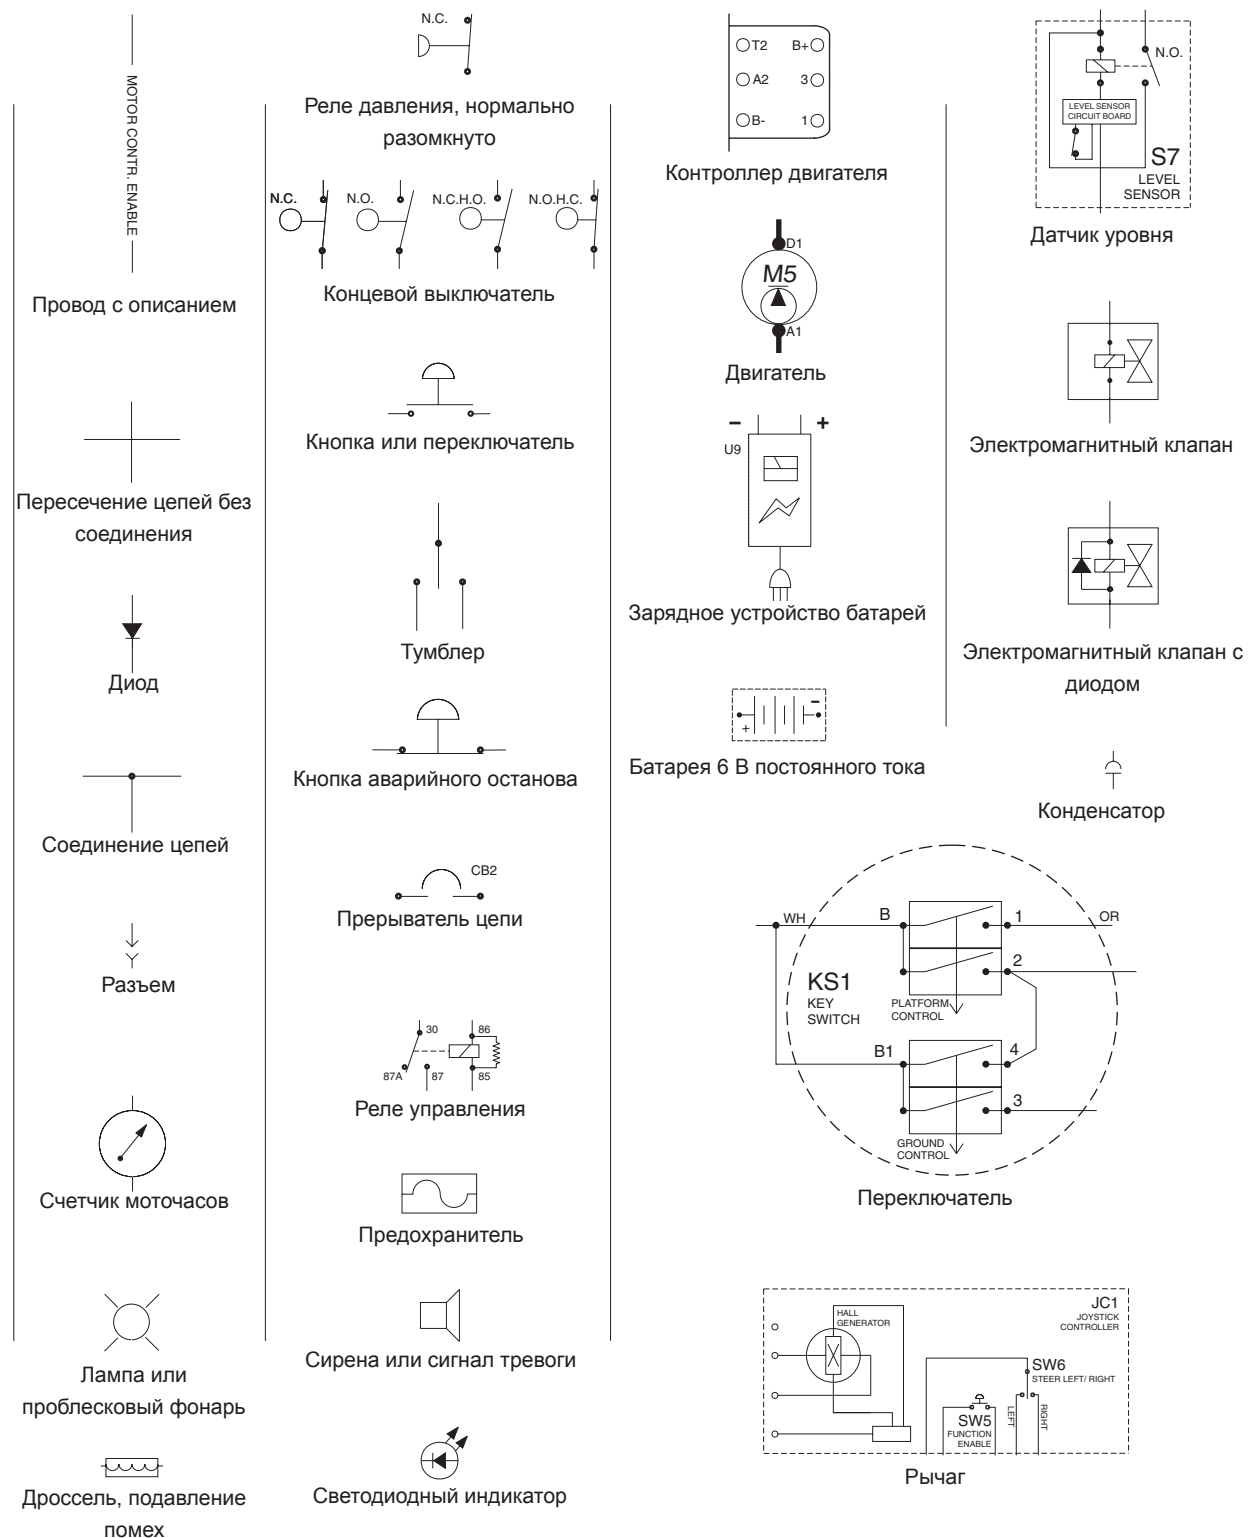 MOTOR CONTR. ENABLE
Провод с описанием
Пересечение цепей без
соединения
Диод
Соединение цепей
Разъем
Счетчик моточасов
Лампа или
проблесковый фонарь
Дроссель, подавление
помех
N.C.
Реле давления, нормально
разомкнуто
N.C. N.O. N.C.H.O. N.O.H.C.
Концевой выключатель
Кнопка или переключатель
Тумблер
Кнопка аварийного останова
CB2
Прерыватель цепи
30 86
87A 87 85
Реле управления
Предохранитель
Сирена или сигнал тревоги
Светодиодный индикатор
T2 B+
A2 3
B- 1
Контроллер двигателя
D1
M5
A1
Двигатель
− +
U9
Зарядное устройство батарей
−
+
Батарея 6 В постоянного тока
N.O.
LEVEL SENSOR
CIRCUIT BOARD
S7
LEVEL
SENSOR
Датчик уровня
Электромагнитный клапан
Электромагнитный клапан с
диодом
Конденсатор
WH B 1 OR
2
KS1
KEY
SWITCH
PLATFORM
CONTROL
B1 4
3
GROUND
CONTROL
Переключатель
JC1
JOYSTICK
CONTROLLER
HALL
GENERATOR
SW6
STEER LEFT/ RIGHT
LEFT
RIGHT
SW5
FUNCTION
ENABLE
Рычаг